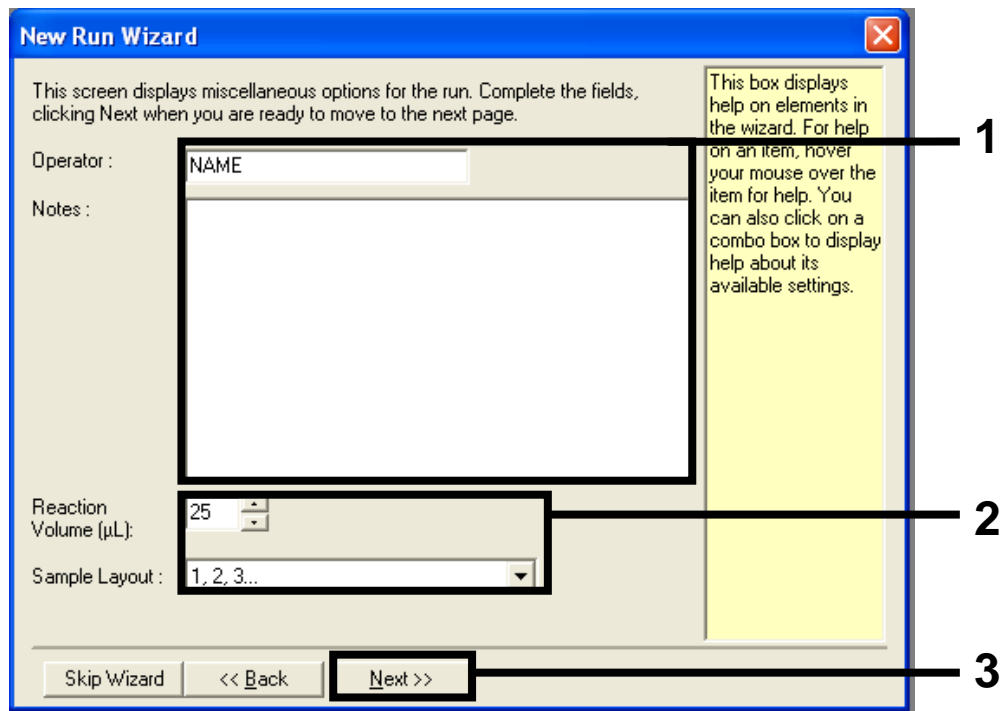 New Run Wizard
This screen displays miscellaneous options for the run. Complete the fields,
clicking Next when you are ready to move to the next page.
This box displays
help on elements in
the wizard. For help
on an item, hover
your mouse over the
item for help. You
can also click on a
combo box to display
help about its
available settings.
1
Operator :
NAME
Notes :
Reaction
Volume (µL):
25
2
Sample Layout :
1, 2, 3...
Skip Wizard
<< Back
Next >>
3